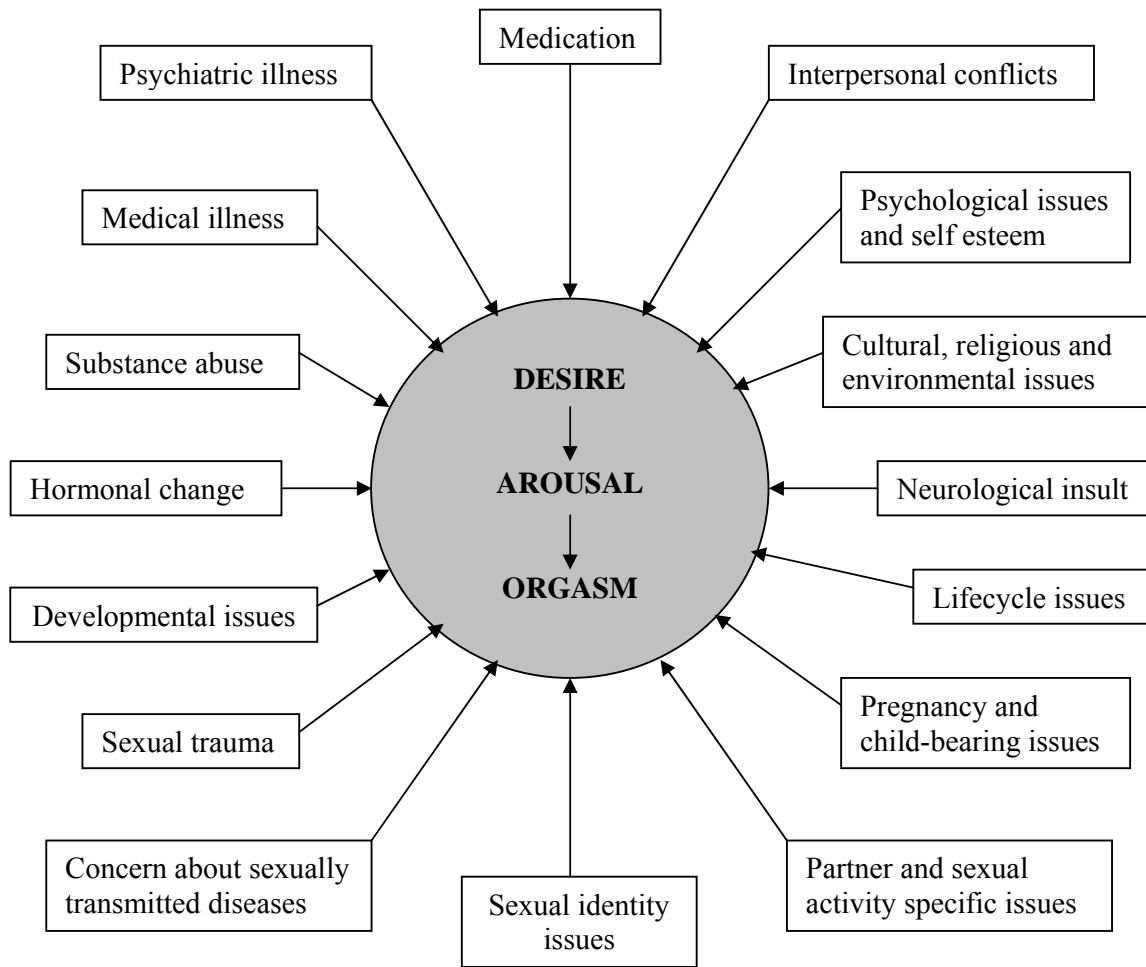 Medication
Psychiatric illness
Interpersonal conflicts
Medical illness
Psychological issues
and self esteem
Substance abuse
Cultural, religious and
environmental issues
DESIRE
AROUSAL
ORGASM
Hormonal change
Neurological insult
Developmental issues
Lifecycle issues
Sexual trauma
Pregnancy and
child-bearing issues
Concern about sexually
transmitted diseases
Sexual identity
issues
Partner and sexual
activity specific issues